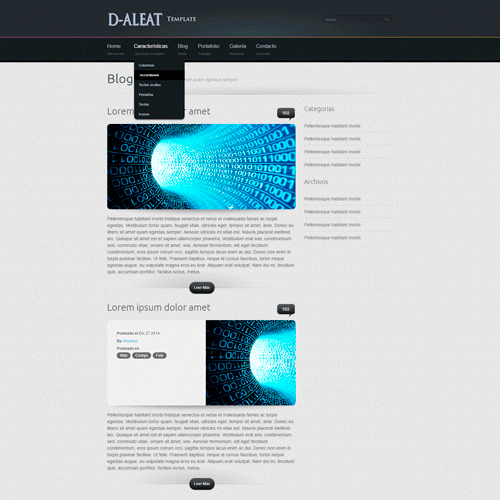 D-ALEAT TEMPLATE
Home
Características
Blog
Portafolio
Galería
Contacto
Columnas
Accordiones
Textos ocultos
Pestañas
Textos
Iconos
Blog
Lorem
or amet
165
Categorías
Pellentesque habitant morbi
Pellentesque habitant morbi
Pellentesque habitant morbi
Pellentesque habitant morbi
Archivos
Pellentesque habitant morbi
Pellentesque habitant morbi
Pellentesque habitant morbi
Pellentesque habitant morbi tristique senectus et netus et malesuada fames ac turpis
egestas. Vestibulum tortor quam, feugiat vitae, ultricies eget, tempor sit amet, ante. Donec eu
libero sit amet quam egestas semper. Aenean ultricies mi vitae est. Mauris placerat eleifend
leo. Quisque sit amet est et sapien ullamcorper pharetra. Vestibulum erat wisi, condimentum
sed, commodo vitae, ornare sit amet, wisi. Aenean fermentum, elit eget tincidunt
condimentum, eros ipsum rutrum orci, sagittis tempus lacus enim ac dui. Donec non enim
in turpis pulvinar facilisis. Ut felis. Praesent dapibus, neque id cursus faucibus, tortor neque
egestas augue, eu vulputate magna eros eu erat. Aliquam erat volutpat. Nam dui mi, tincidunt
quis, accumsan porttitor, facilisis luctus, metus
Leer Más
Lorem ipsum dolor amet
165
Posteado el Dic 27 2014
By
Posteado en:
Web
Codigo
Foto
Pellentesque habitant morbi tristique senectus et netus et malesuada fames ac turpis
egestas. Vestibulum tortor quam, feugiat vitae, ultricies eget, tempor sit amet, ante. Donec eu
libero sit amet quam egestas semper. Aenean ultricies mi vitae est. Mauris placerat eleifend
leo. Quisque sit amet est et sapien ullamcorper pharetra. Vestibulum erat wisi, condimentum
sed, commodo vitae, ornare sit amet, wisi. Aenean fermentum, elit eget tincidunt
condimentum, eros ipsum rutrum orci, sagittis tempus lacus enim ac dui. Donec non enim
in turpis pulvinar facilisis. Ut felis. Praesent dapibus, neque id cursus faucibus, tortor neque
egestas augue, eu vulputate magna eros eu erat. Aliquam erat volutpat. Nam dui mi, tincidunt
quis, accumsan porttitor, facilisis luctus, metus
Leer Más